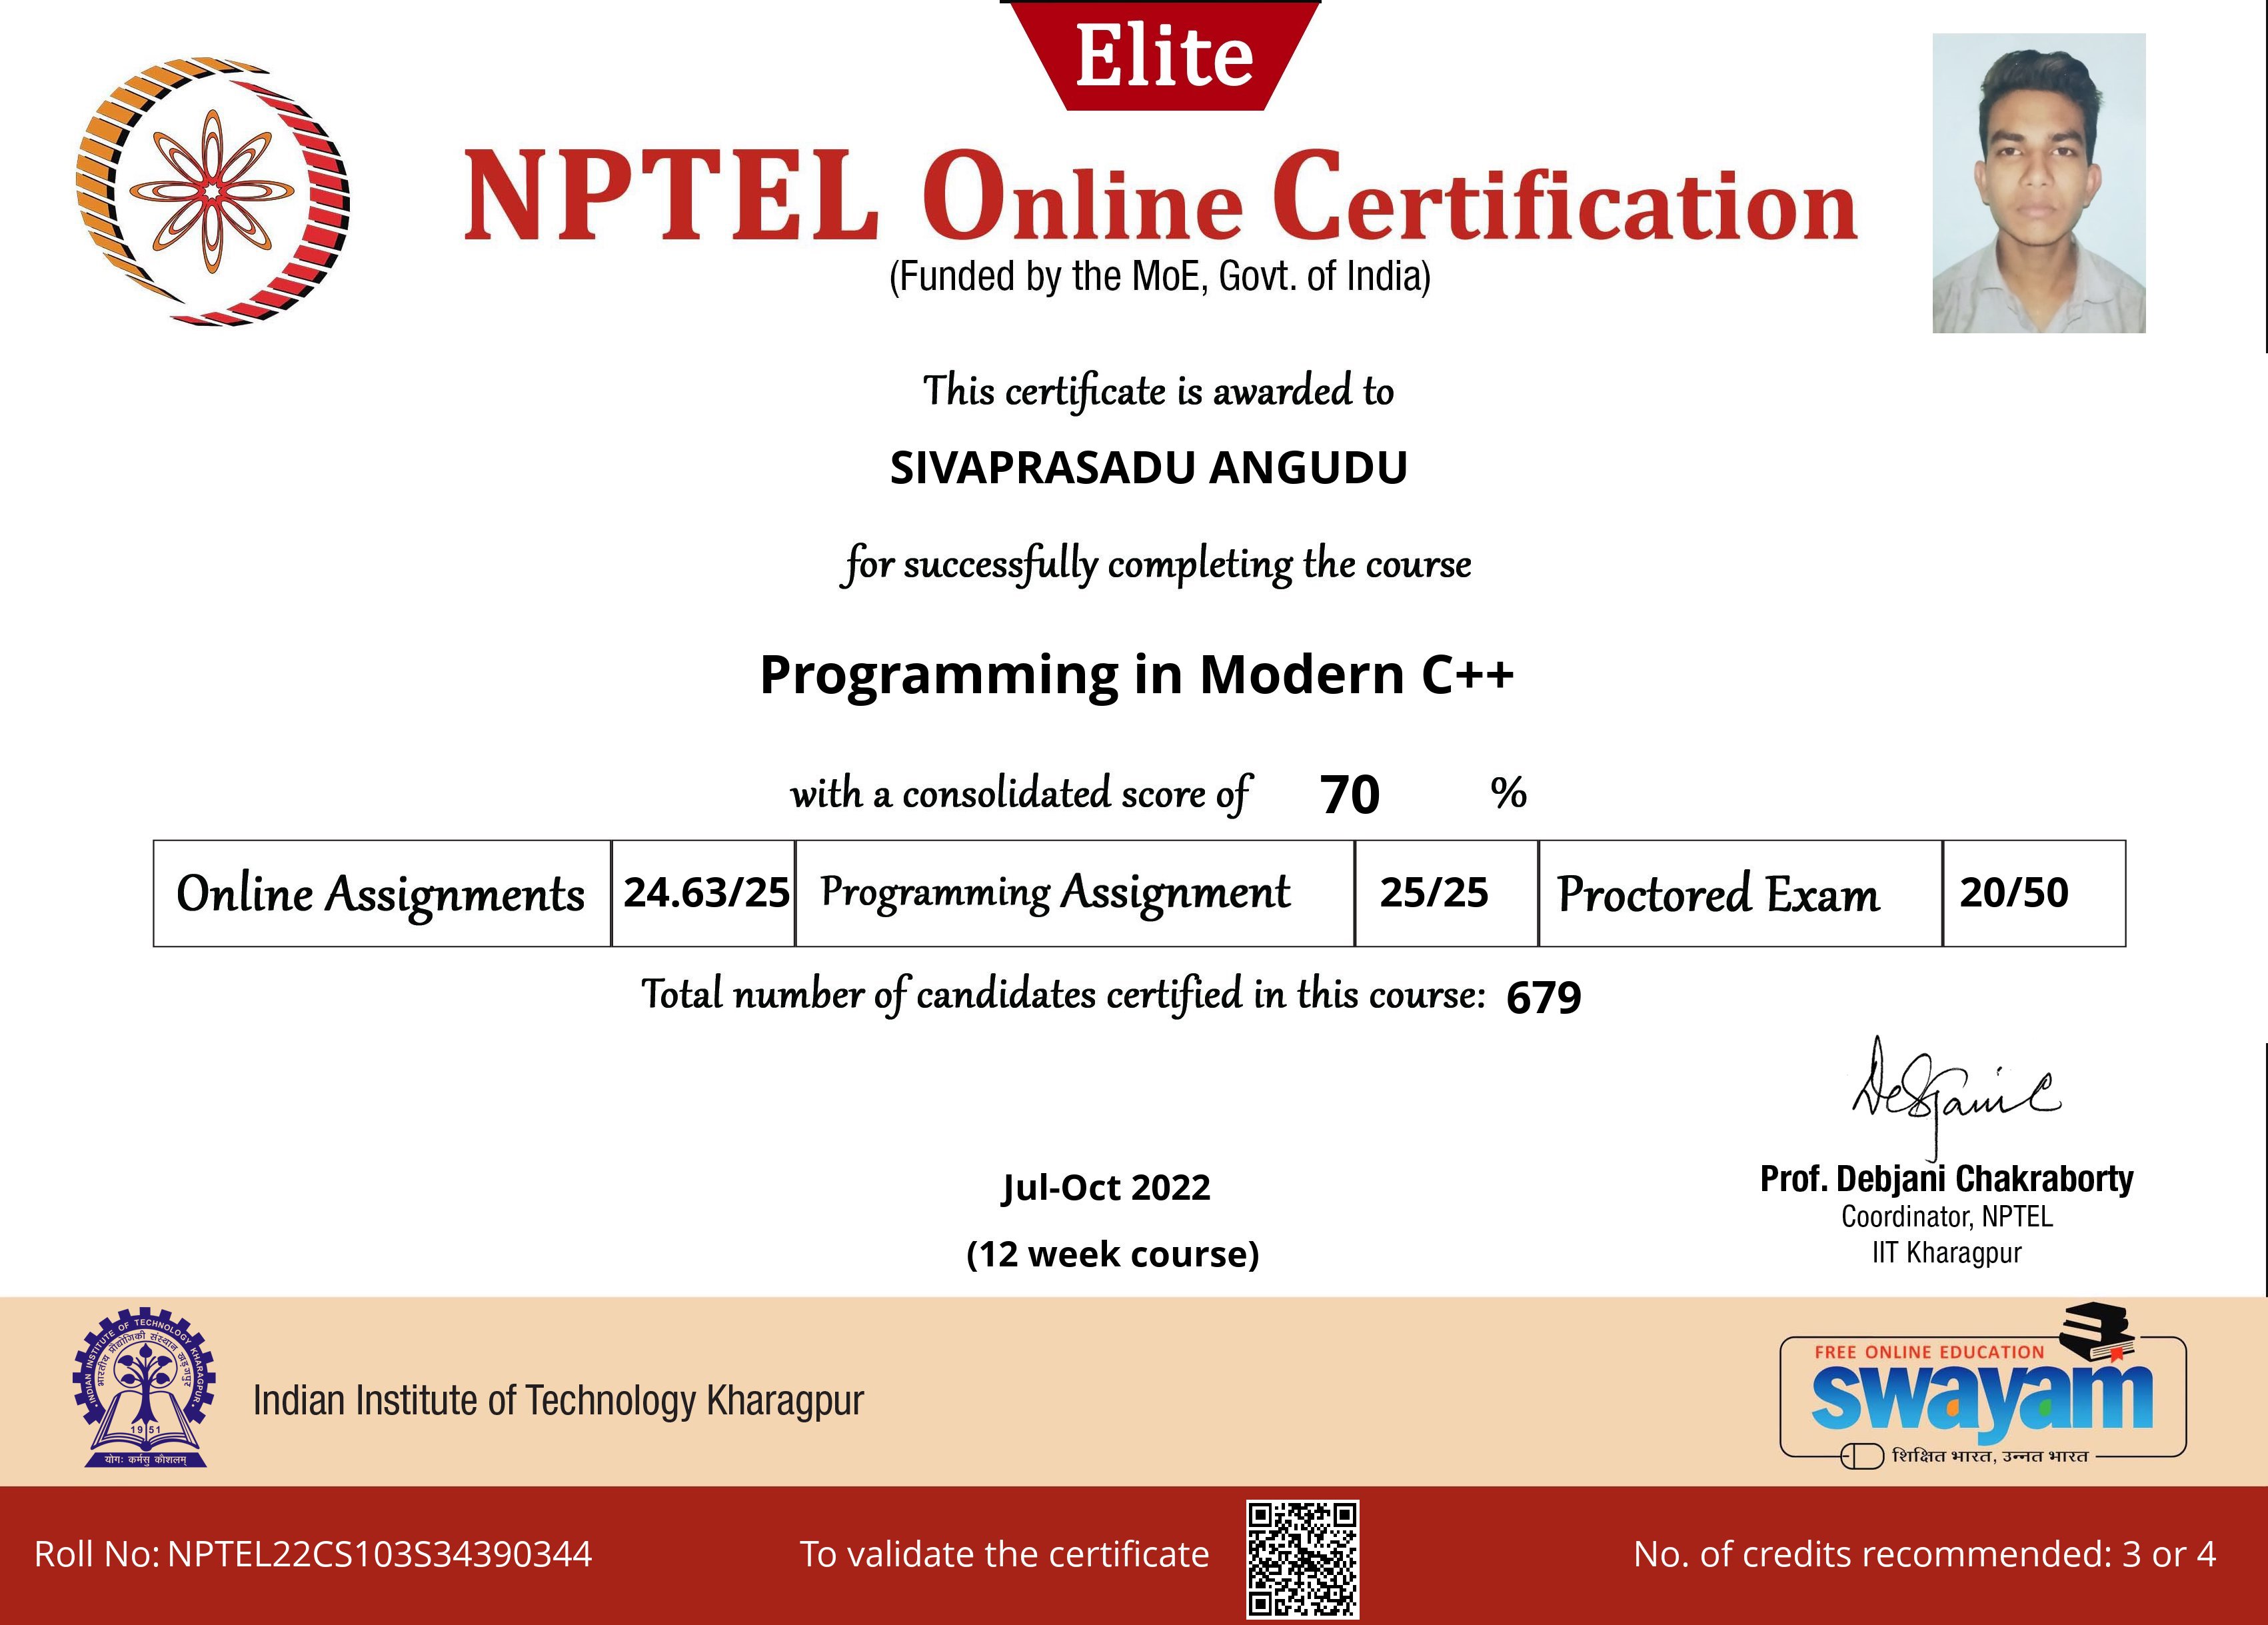 Elite
NPTEL Online Certification
(Funded by the MoE, Govt. of India)
This certificate is awarded to
SIVAPRASADU ANGUDU
for successfully completing the course
Programming in Modern C++
with a consolidated score of 70 %
Online Assignments 24.63/25 Programming Assignment 25/25 Proctored Exam 20/50
Total number of candidates certified in this course: 679
Jul-Oct 2022
(12 week course)
Prof. Debjani Chakraborty
Coordinator, NPTEL
IIT Kharagpur
INDIAN INSTITUTE OF TECHNOLOGY KHARAGPUR
भारतीय प्रौद्योगिकी संस्थान खड़गपुर
1951
योगः कर्मसु कौशलम्
Indian Institute of Technology Kharagpur
FREE ONLINE EDUCATION
swayam
शिक्षित भारत, उन्नत भारत
Roll No: NPTEL22CS103S34390344
To validate the certificate
No. of credits recommended: 3 or 4